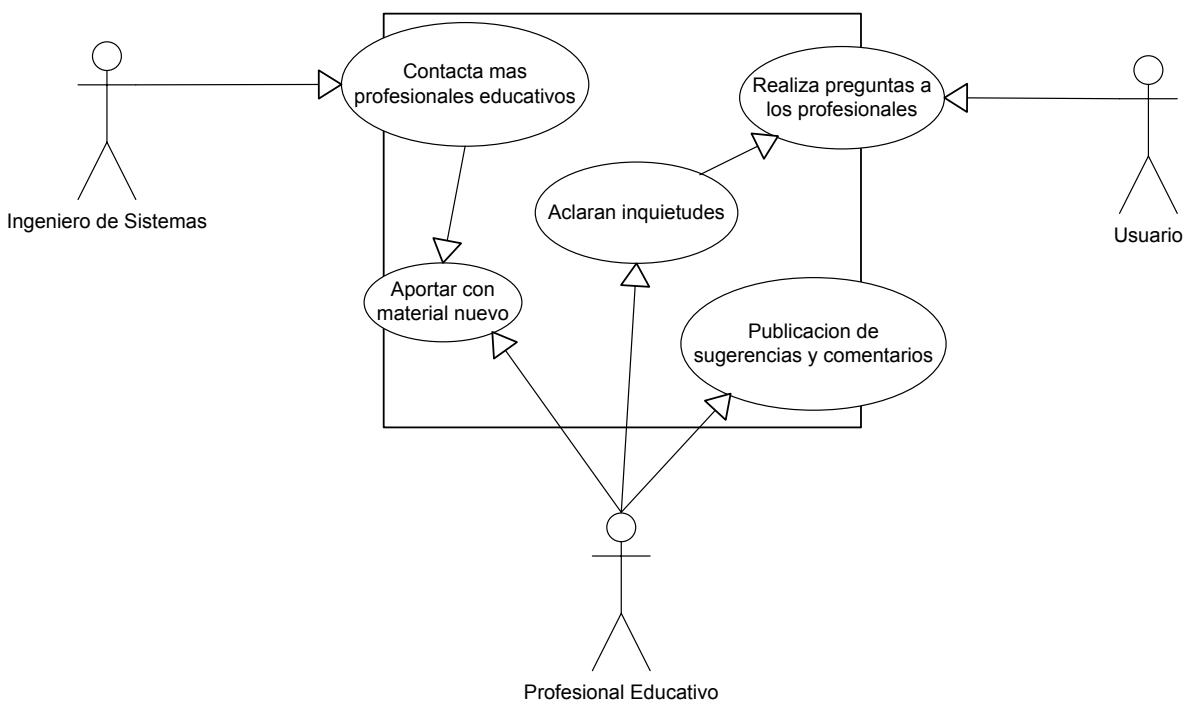 Contacta mas
profesionales educativos
Realiza preguntas a
los profesionales
Ingeniero de Sistemas
Aclaran inquietudes
Usuario
Aportar con
material nuevo
Publicacion de
sugerencias y comentarios
Profesional Educativo